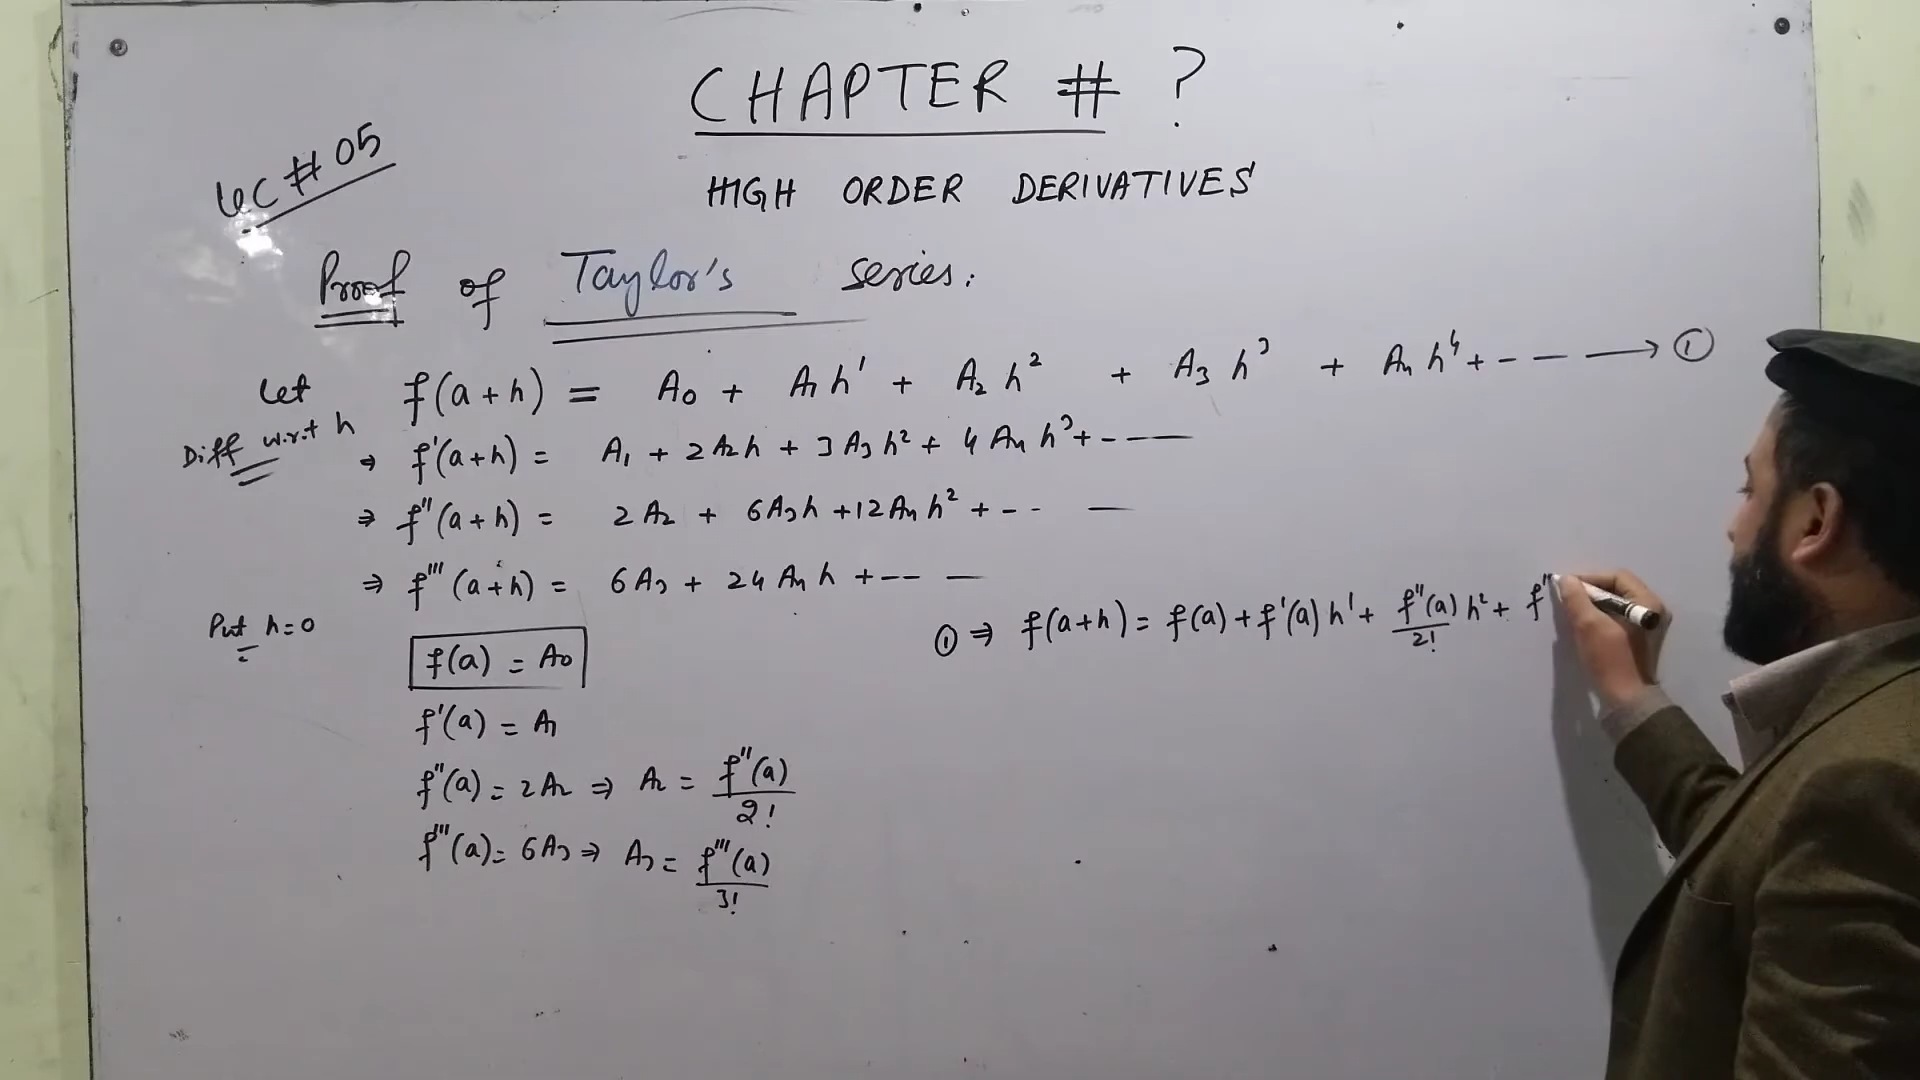 CHAPTER # ?
Lec # 05
HIGH ORDER DERIVATIVES
Proof of Taylor's series:
Let f(a+h) = A₀ + A₁h¹ + A₂h² + A₃h³ + A₄h⁴ + - - - → ①
Diff w.r.t h
⇒ f'(a+h) = A₁ + 2A₂h + 3A₃h² + 4A₄h³ + - - -
⇒ f''(a+h) = 2A₂ + 6A₃h + 12A₄h² + - - -
⇒ f'''(a+h) = 6A₃ + 24A₄h + - - -
Put h=0
f(a) = A₀
f'(a) = A₁
f''(a) = 2A₂ ⇒ A₂ = f''(a)/2!
f'''(a) = 6A₃ ⇒ A₃ = f'''(a)/3!
① ⇒ f(a+h) = f(a) + f'(a)h¹ + f''(a)/2! h² + f''